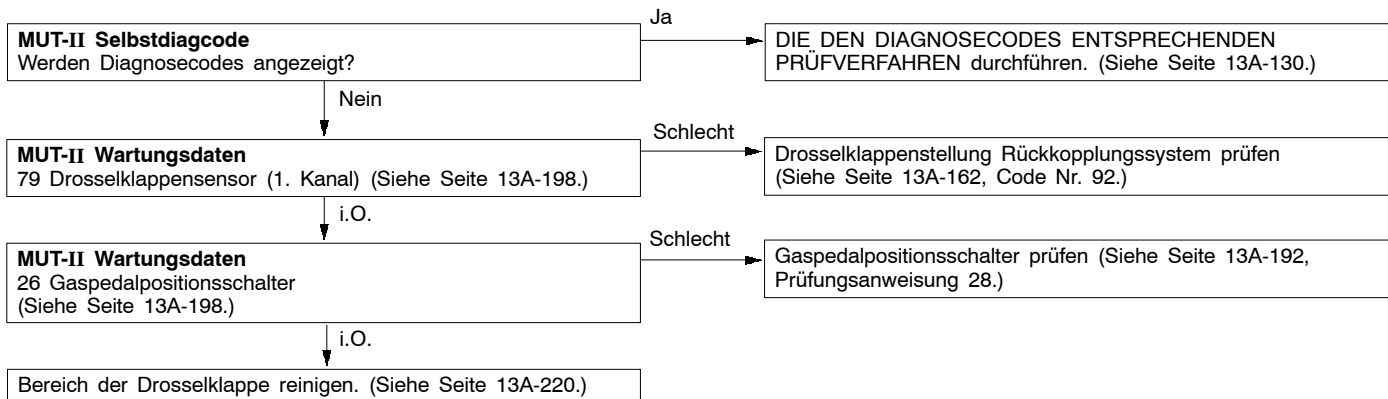 MUT-II Selbstdiagcode
Werden Diagnosecodes angezeigt?
Ja
DIE DEN DIAGNOSECODES ENTSPRECHENDEN
PRÜFVERFAHREN durchführen. (Siehe Seite 13A-130.)
Nein
MUT-II Wartungsdaten
79 Drosselklappensensor (1. Kanal) (Siehe Seite 13A-198.)
Schlecht
Drosselklappenstellung Rückkopplungssystem prüfen
(Siehe Seite 13A-162, Code Nr. 92.)
i.O.
MUT-II Wartungsdaten
26 Gaspedalpositionsschalter
(Siehe Seite 13A-198.)
Schlecht
Gaspedalpositionsschalter prüfen (Siehe Seite 13A-192,
Prüfungsanweisung 28.)
i.O.
Bereich der Drosselklappe reinigen. (Siehe Seite 13A-220.)